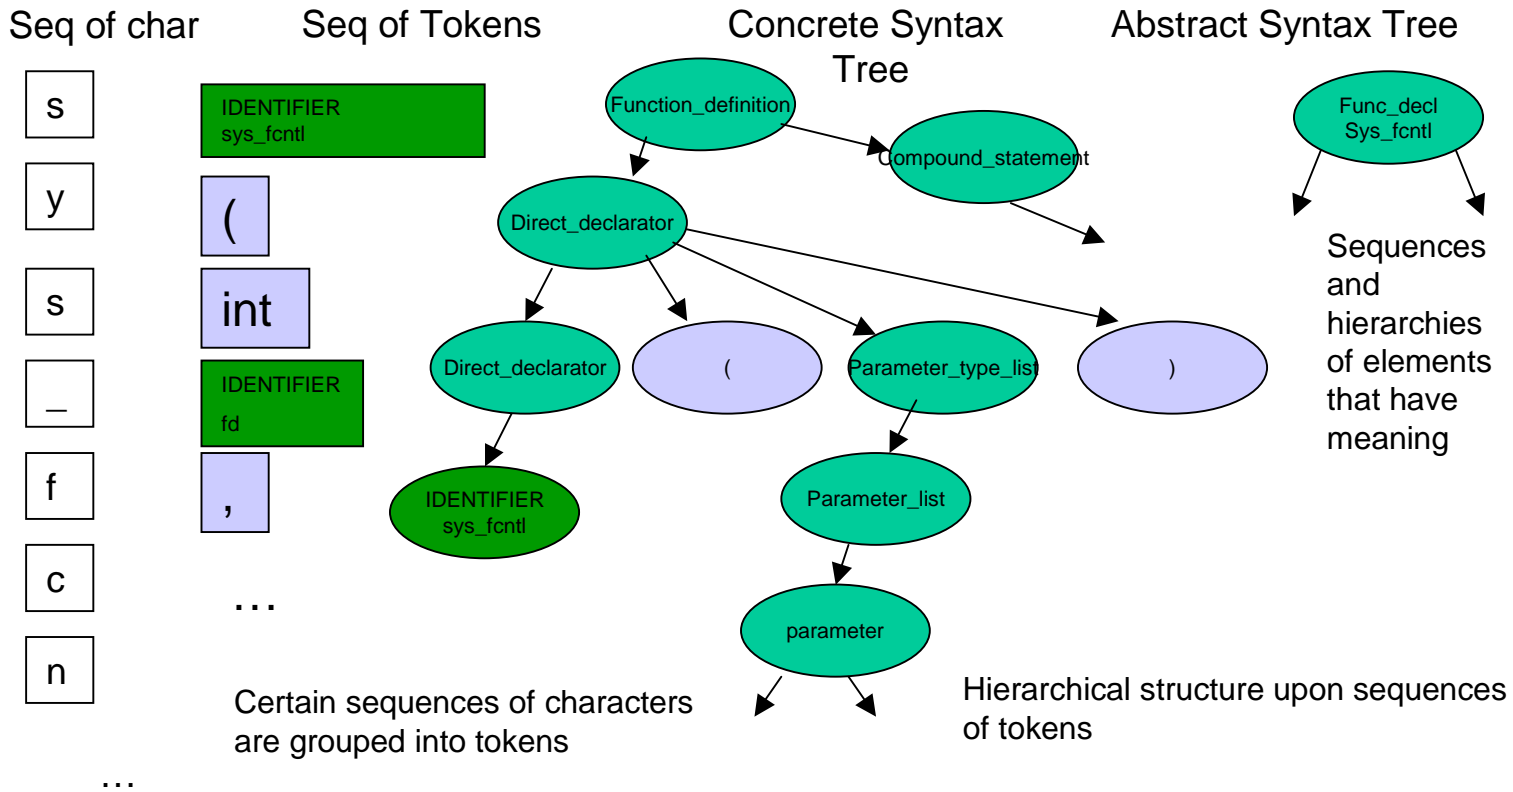 Seq of char
Seq of Tokens
Concrete Syntax
Tree
Abstract Syntax Tree
s
y
s
_
f
c
n
...
IDENTIFIER
sys_fcntl
(
int
IDENTIFIER
fd
,
...
Certain sequences of characters
are grouped into tokens
Function_definition
Compound_statement
Direct_declarator
Direct_declarator
(
Parameter_type_list
)
IDENTIFIER
sys_fcntl
Parameter_list
parameter
Hierarchical structure upon sequences
of tokens
Func_decl
Sys_fcntl
Sequences
and
hierarchies
of elements
that have
meaning